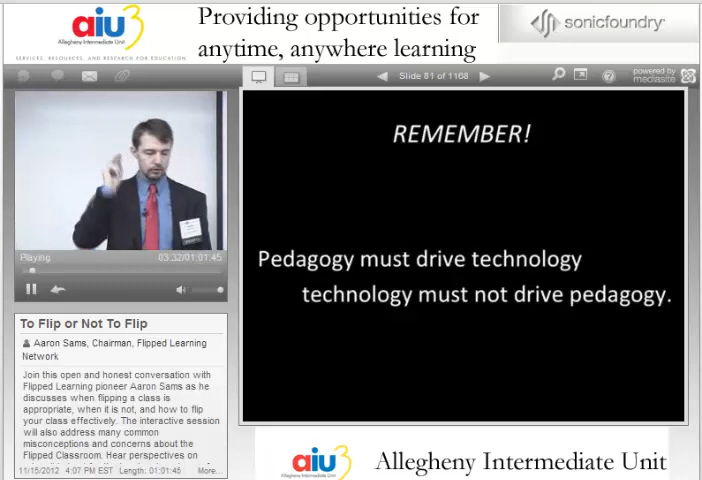 aiu3
Allegheny Intermediate Unit
SERVICES, RESOURCES, AND RESEARCH FOR EDUCATION
Providing opportunities for
anytime, anywhere learning
sonicfoundry
Slide 81 of 1168
powered by
mediasite
Playing
03:32/01:01:45
REMEMBER!
Pedagogy must drive technology
technology must not drive pedagogy.
To Flip or Not To Flip
Aaron Sams, Chairman, Flipped Learning
Network
Join this open and honest conversation with
Flipped Learning pioneer Aaron Sams as he
discusses when flipping a class is
appropriate, when it is not, and how to flip
your class effectively. The interactive session
will also address many common
misconceptions and concerns about the
Flipped Classroom. Hear perspectives on
11/15/2012 4:07 PM EST Length: 01:01:45 More...
aiu3
Allegheny Intermediate Unit
Allegheny Intermediate Unit